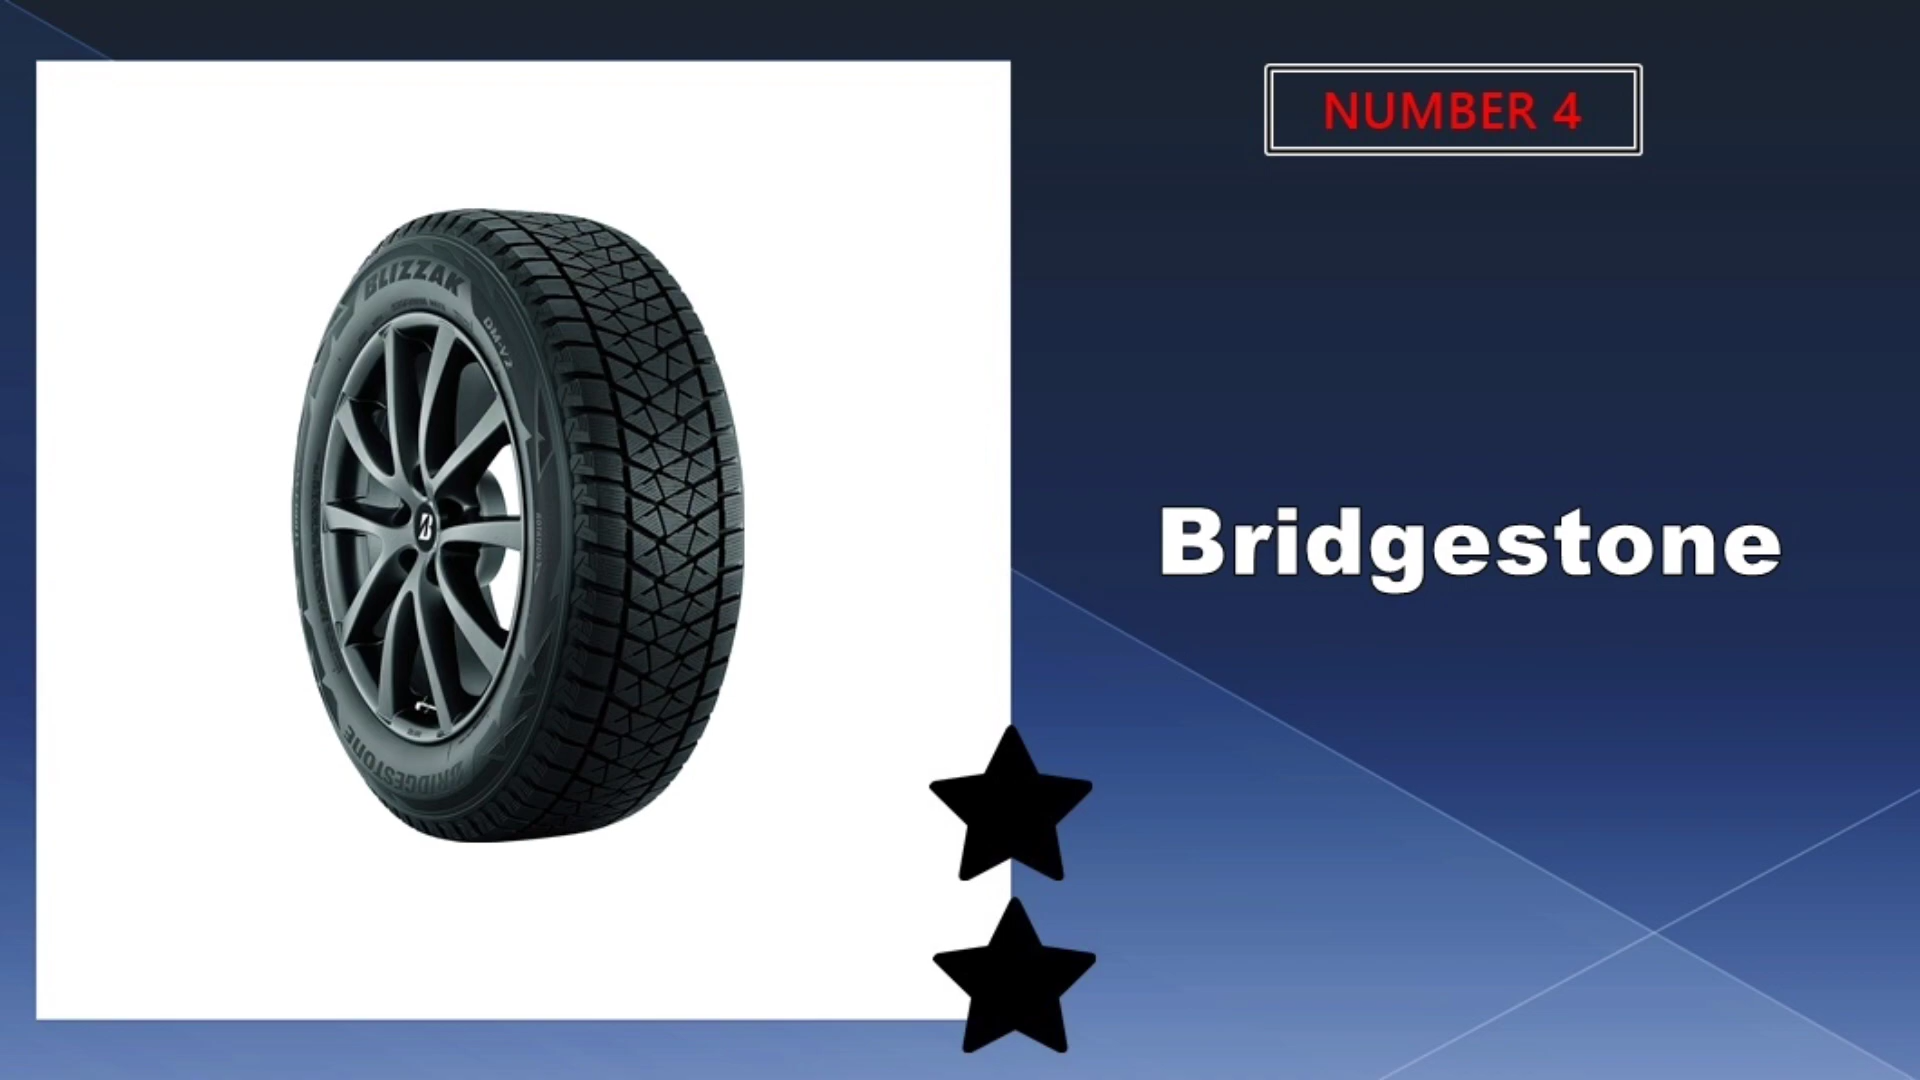 NUMBER 4
BLIZZAK
DM-V2
Bridgestone
BRIDGESTONE